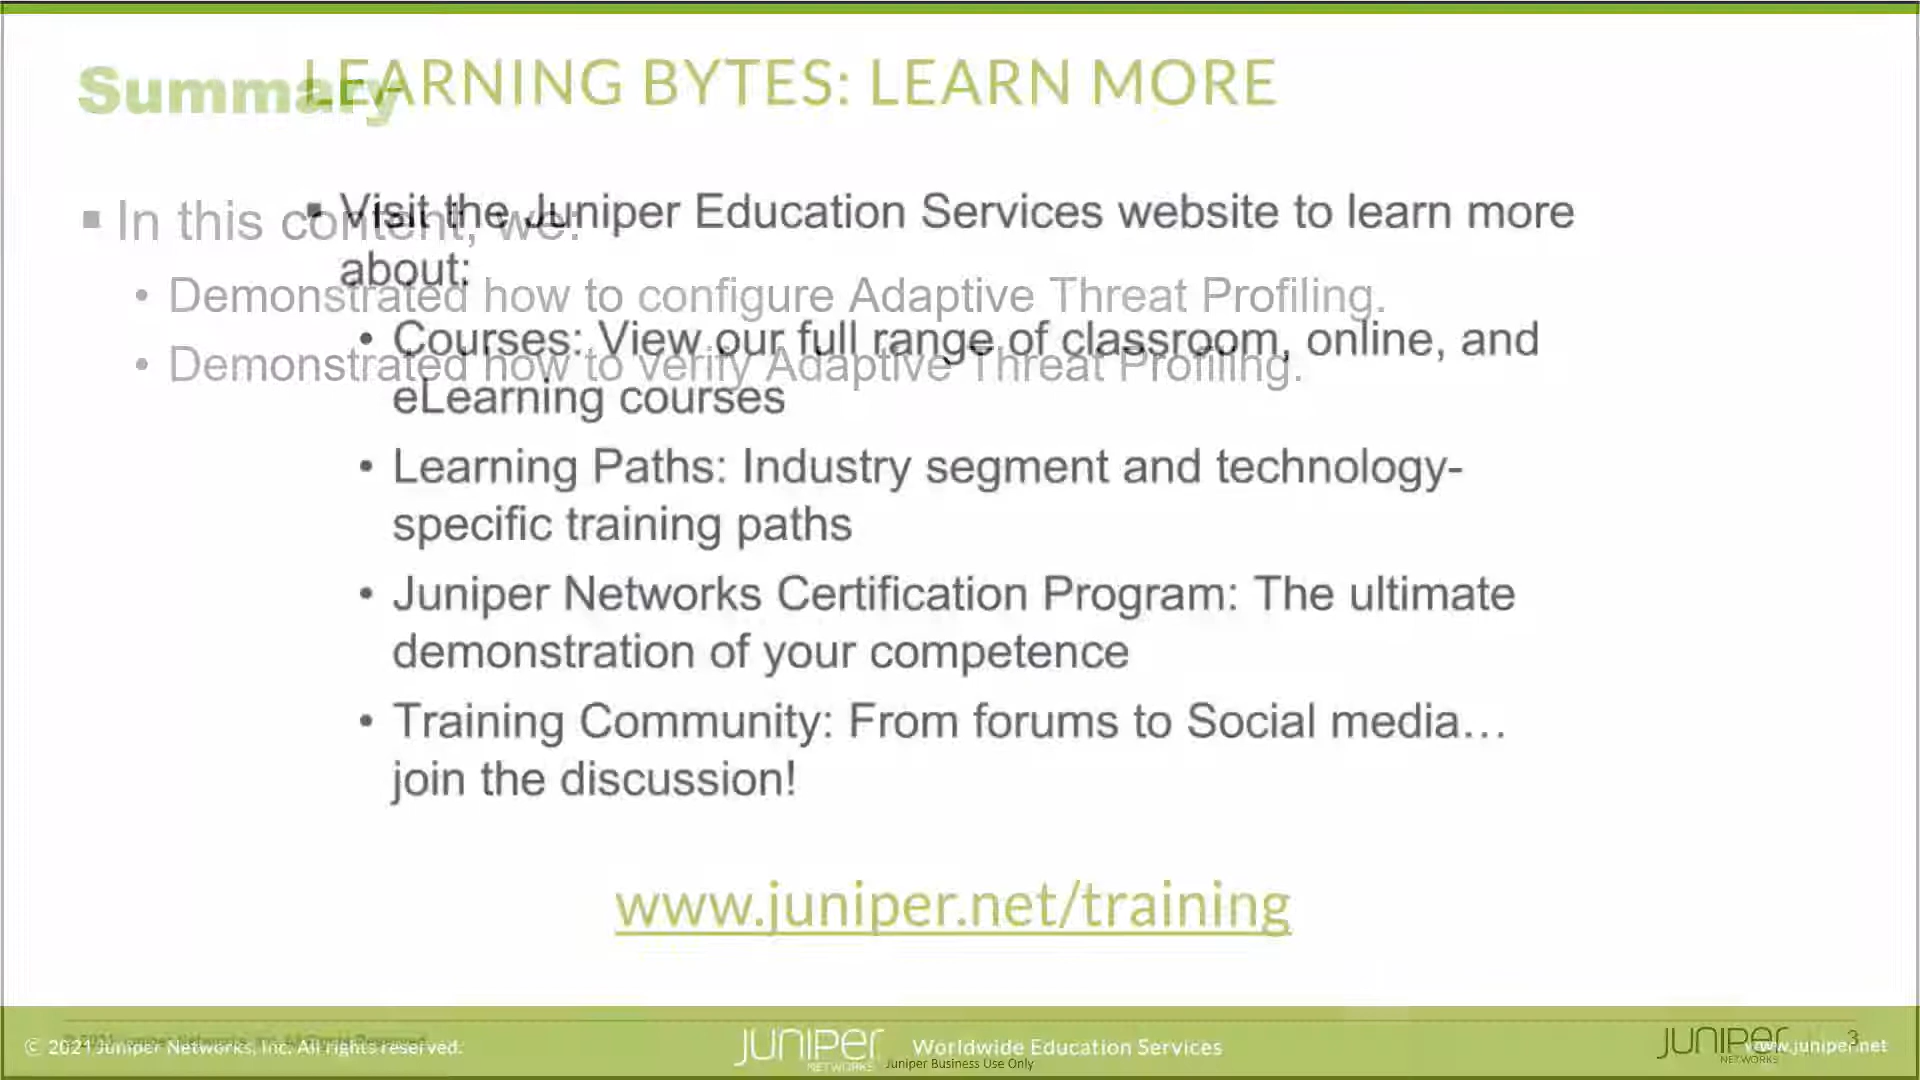 Summary
LEARNING BYTES: LEARN MORE
▪ In this content, we:
• Demonstrated how to configure Adaptive Threat Profiling.
• Demonstrated how to verify Adaptive Threat Profiling.
▪ Visit the Juniper Education Services website to learn more
about:
• Courses: View our full range of classroom, online, and
eLearning courses
• Learning Paths: Industry segment and technology-
specific training paths
• Juniper Networks Certification Program: The ultimate
demonstration of your competence
• Training Community: From forums to Social media…
join the discussion!
www.juniper.net/training
© 2021 Juniper Networks, Inc. All rights reserved.
JUNIPER
NETWORKS
Worldwide Education Services
Juniper Business Use Only
JUNIPER
NETWORKS
www.juniper.net
3